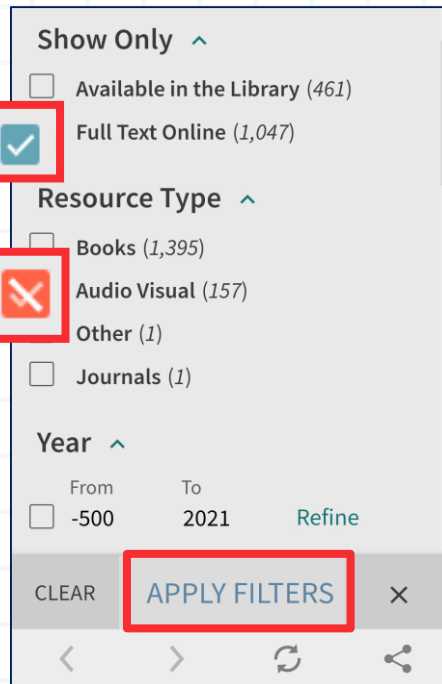 Show Only
Available in the Library (461)
Full Text Online (1,047)
Resource Type
Books (1,395)
Audio Visual (157)
Other (1)
Journals (1)
Year
From To
-500 2021 Refine
CLEAR APPLY FILTERS ×